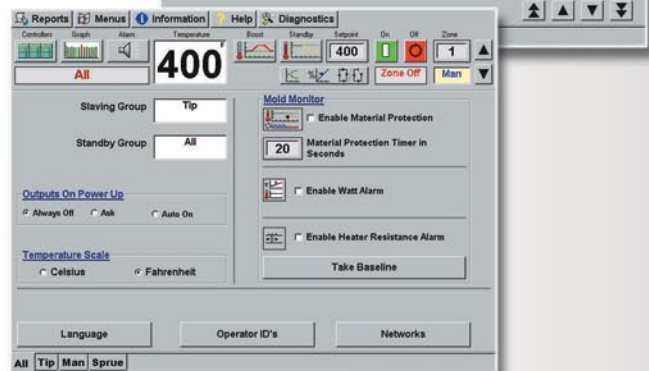 Reports Menus Information Help Diagnostics
Controllers Graph Alarm Temperature Boost Standby Setpoint On Off Zone
400 F 400 1
All Zone Off Man
Slaving Group Tip
Standby Group All
Outputs On Power Up
Always Off Ask Auto On
Temperature Scale
Celsius Fahrenheit
Mold Monitor
Enable Material Protection
20 Material Protection Timer in
Seconds
Enable Watt Alarm
Enable Heater Resistance Alarm
Take Baseline
Language Operator ID's Networks
All Tip Man Sprue